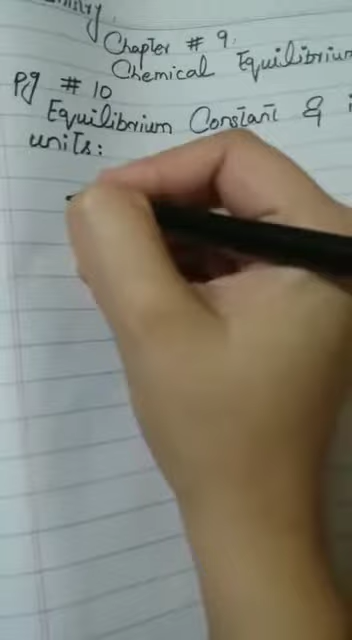 Chapter # 9.
Chemical Equilibrium
Pg # 10
Equilibrium Constant &
units: